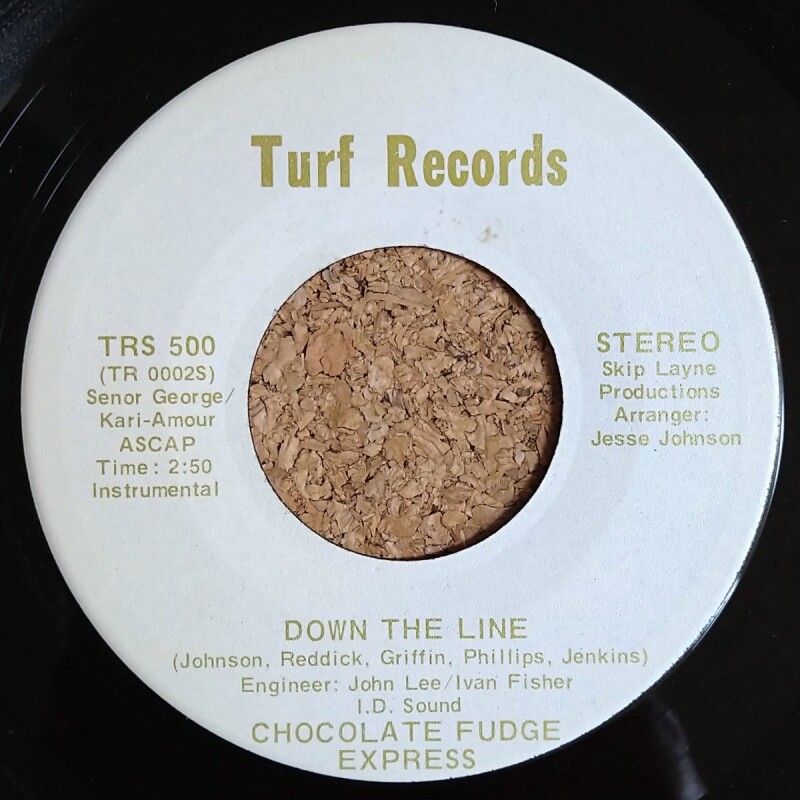 Turf Records
TRS 500
(TR 0002S)
Senor George/
Kari-Amour
ASCAP
Time: 2:50
Instrumental
STEREO
Skip Layne
Productions
Arranger:
Jesse Johnson
DOWN THE LINE
(Johnson, Reddick, Griffin, Phillips, Jenkins)
Engineer: John Lee/Ivan Fisher
I.D. Sound
CHOCOLATE FUDGE
EXPRESS